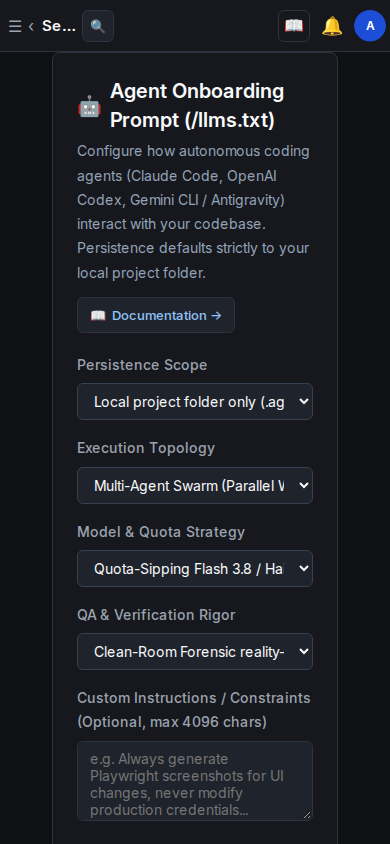 Se...
A
Agent Onboarding
Prompt (/llms.txt)
Configure how autonomous coding
agents (Claude Code, OpenAI
Codex, Gemini CLI / Antigravity)
interact with your codebase.
Persistence defaults strictly to your
local project folder.
Documentation →
Persistence Scope
Local project folder only (.ag
Execution Topology
Multi-Agent Swarm (Parallel W
Model & Quota Strategy
Quota-Sipping Flash 3.8 / Hai
QA & Verification Rigor
Clean-Room Forensic reality-
Custom Instructions / Constraints
(Optional, max 4096 chars)
e.g. Always generate
Playwright screenshots for UI
changes, never modify
production credentials...